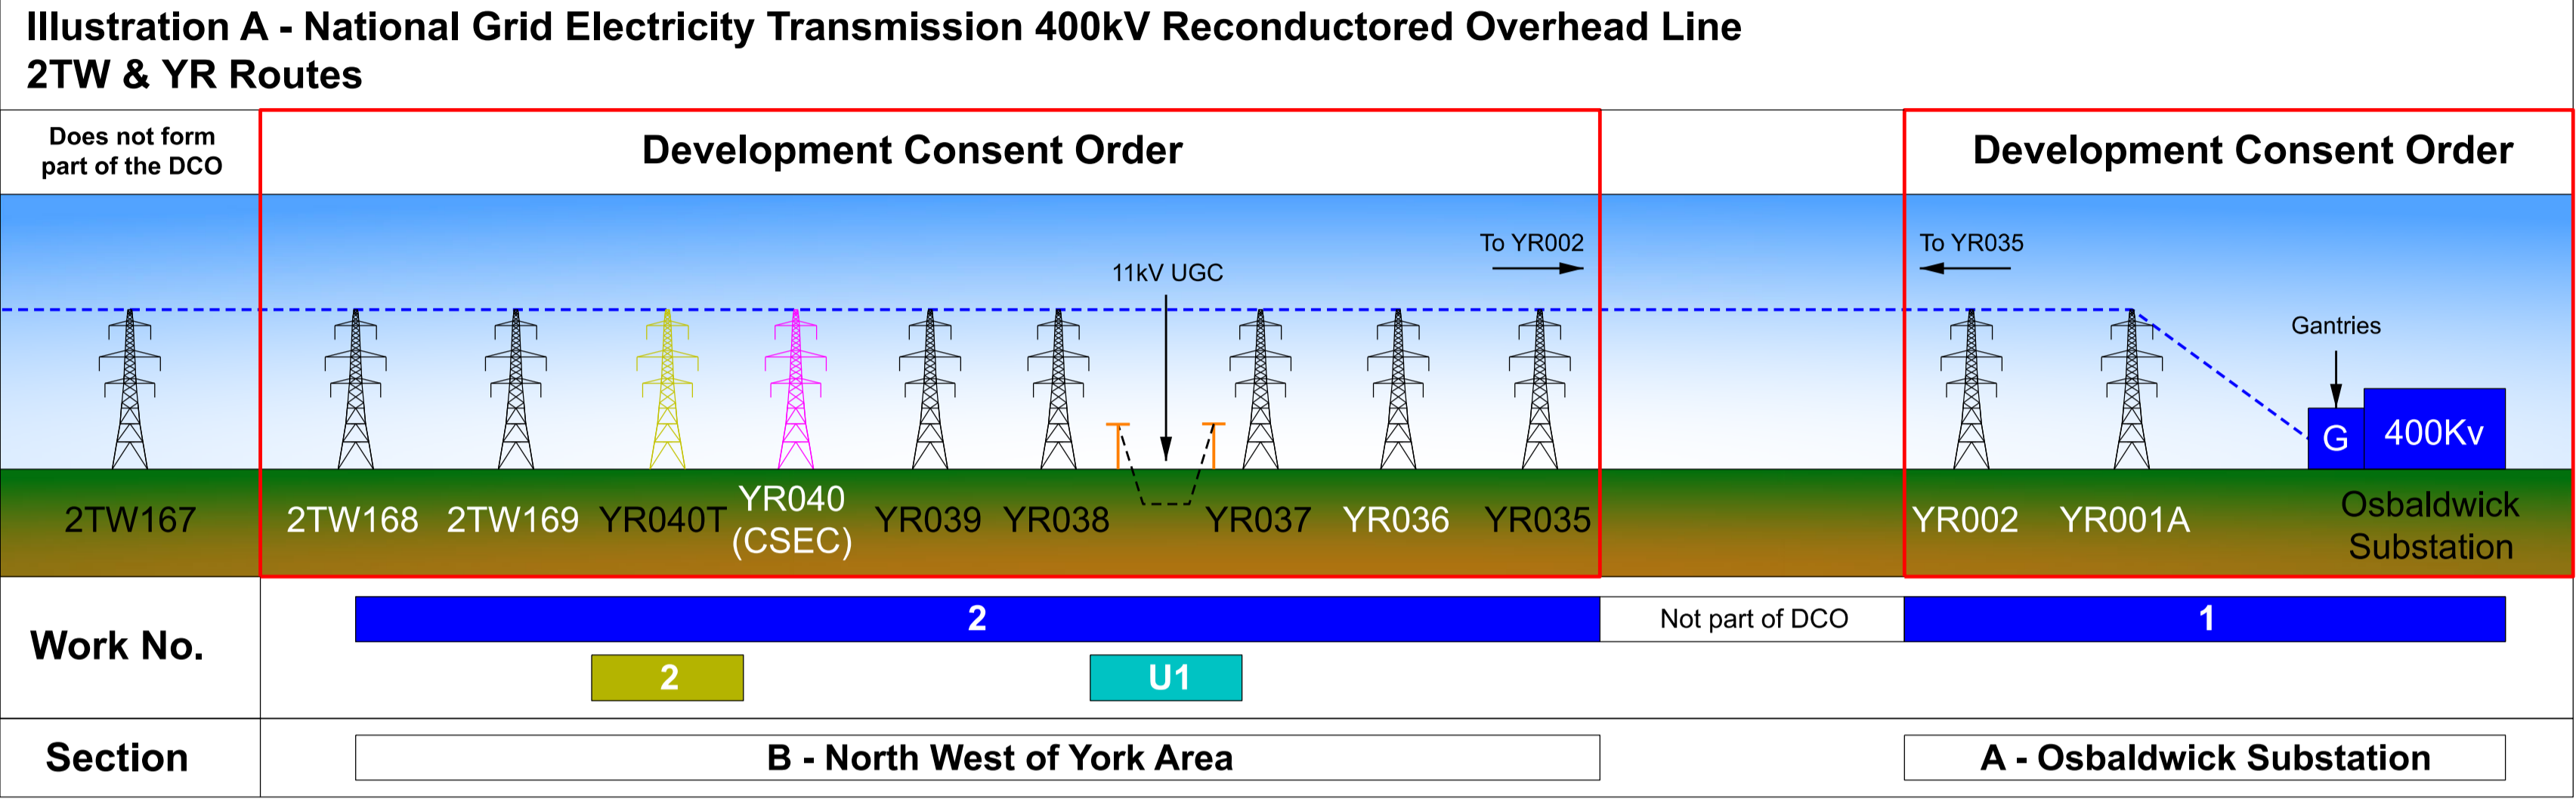 Illustration A - National Grid Electricity Transmission 400kV Reconductored Overhead Line
2TW & YR Routes
Does not form
part of the DCO
Development Consent Order
Development Consent Order
To YR002
To YR035
11kV UGC
Gantries
G
400Kv
2TW167
2TW168
2TW169
YR040T
YR040
(CSEC)
YR039
YR038
YR037
YR036
YR035
YR002
YR001A
Osbaldwick
Substation
Work No.
2
Not part of DCO
1
2
U1
Section
B - North West of York Area
A - Osbaldwick Substation